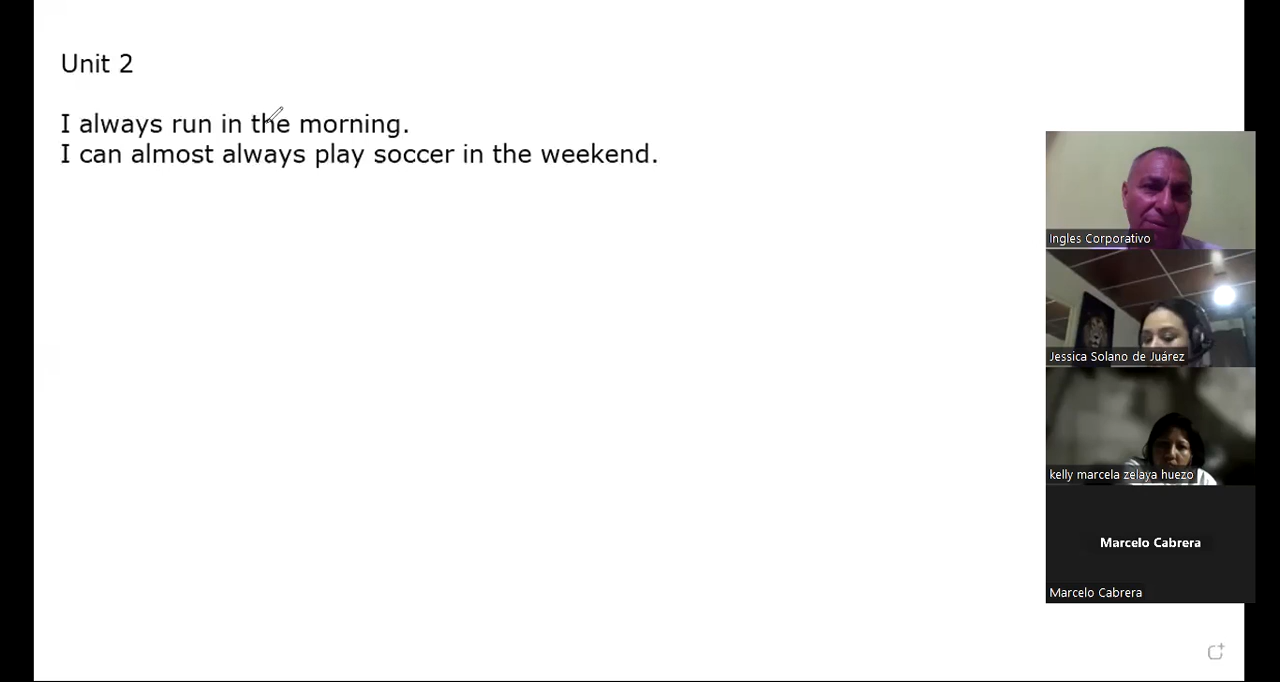 Unit 2
I always run in the morning.
I can almost always play soccer in the weekend.
Ingles Corporativo
Jessica Solano de Juárez
kelly marcela zelaya huezo
Marcelo Cabrera
Marcelo Cabrera